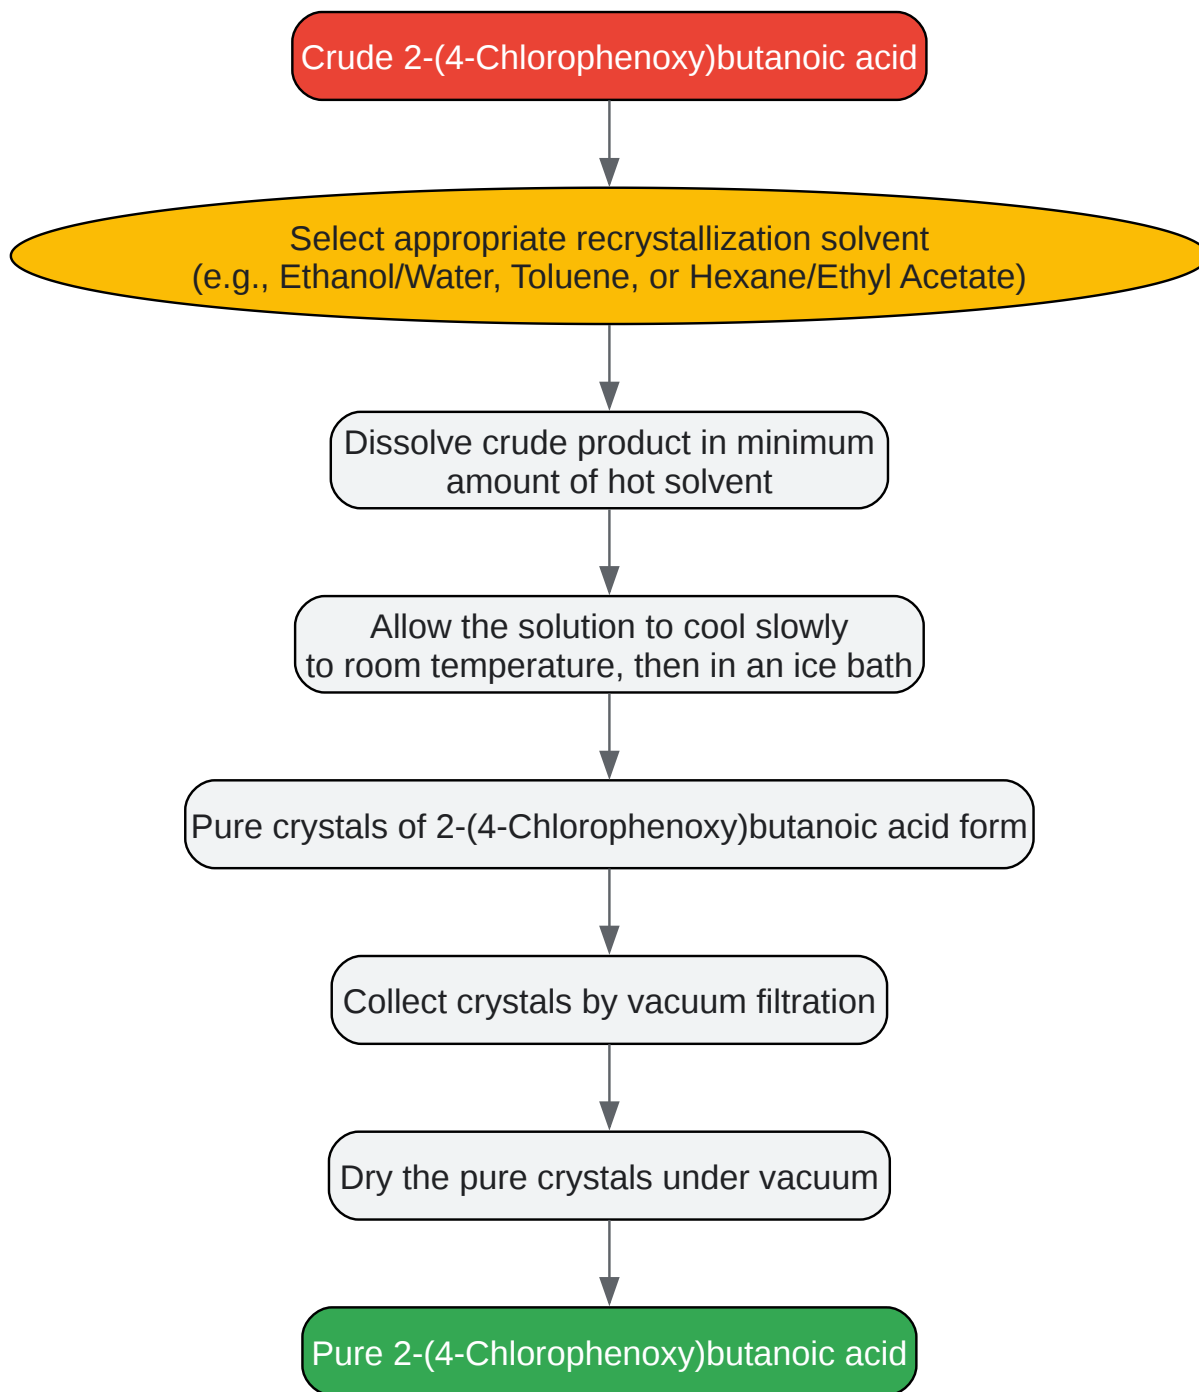 Crude 2-(4-Chlorophenoxy)butanoic acid
Select appropriate recrystallization solvent
(e.g., Ethanol/Water, Toluene, or Hexane/Ethyl Acetate)
Dissolve crude product in minimum
amount of hot solvent
Allow the solution to cool slowly
to room temperature, then in an ice bath
Pure crystals of 2-(4-Chlorophenoxy)butanoic acid form
Collect crystals by vacuum filtration
Dry the pure crystals under vacuum
Pure 2-(4-Chlorophenoxy)butanoic acid